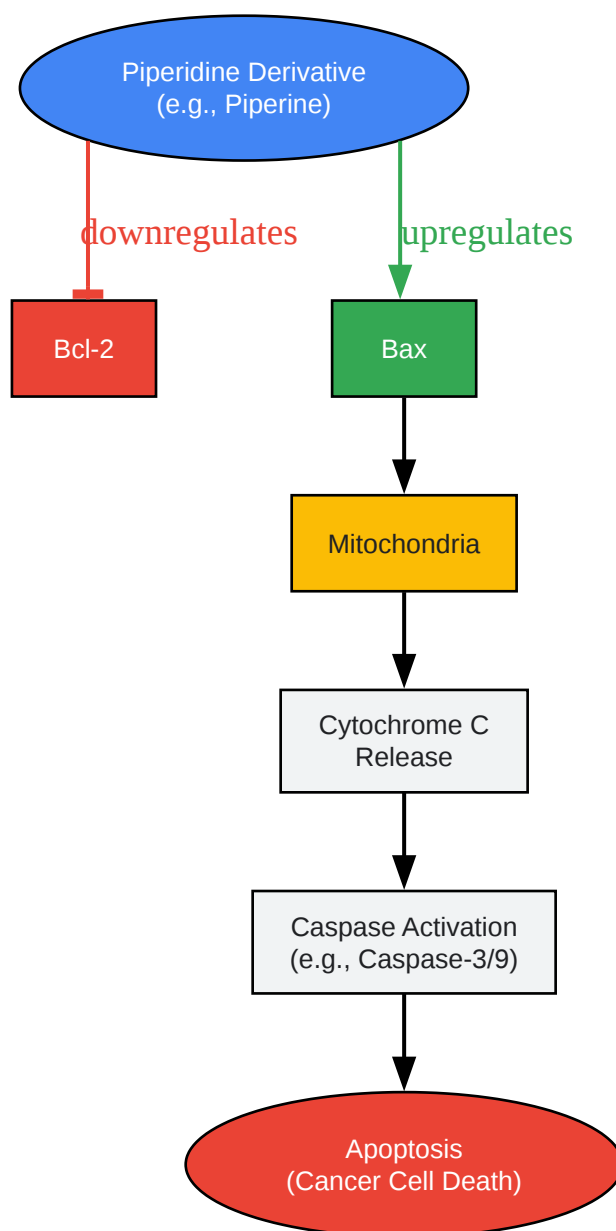 Piperidine Derivative
(e.g., Piperine)
downregulates
upregulates
Bcl-2
Bax
Mitochondria
Cytochrome C
Release
Caspase Activation
(e.g., Caspase-3/9)
Apoptosis
(Cancer Cell Death)